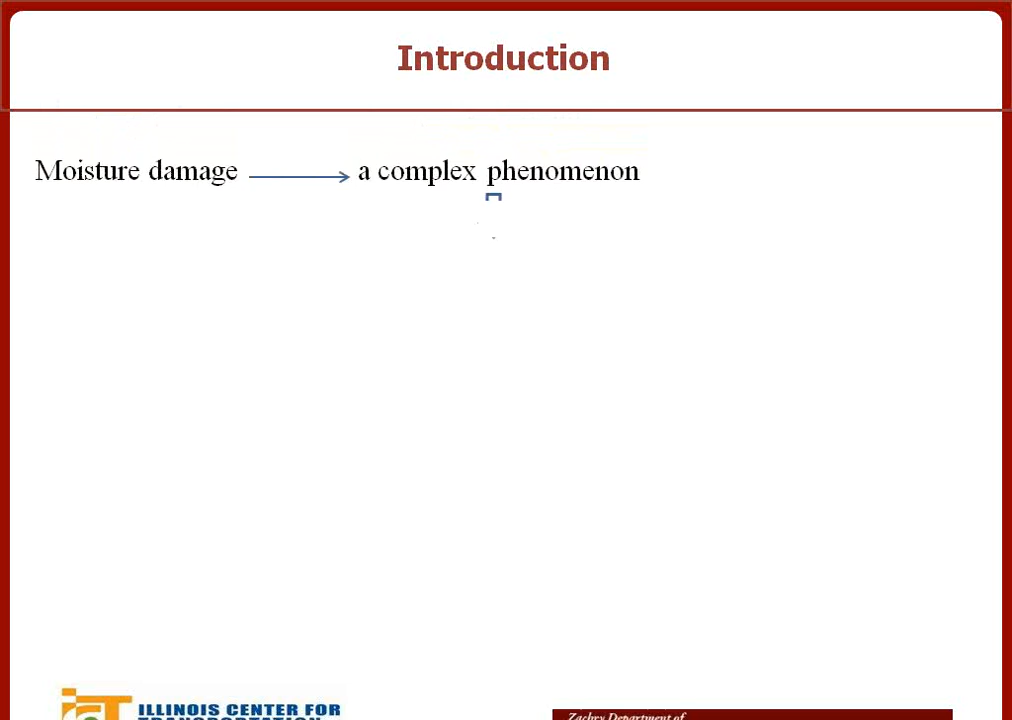 Introduction
Moisture damage a complex phenomenon
ILLINOIS CENTER FOR
TRANSPORTATION
Zachry Department of